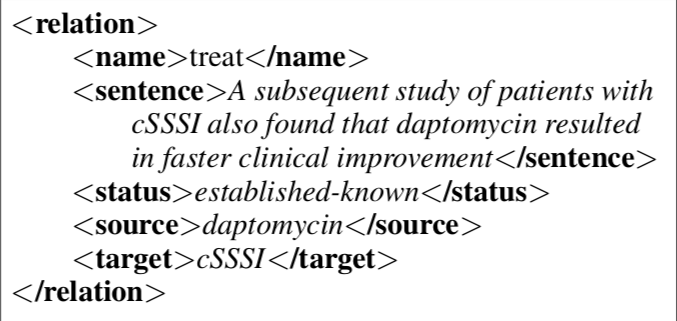 <relation>
<name>treat</name>
<sentence>A subsequent study of patients with
cSSSI also found that daptomycin resulted
in faster clinical improvement</sentence>
<status>established-known</status>
<source>daptomycin</source>
<target>cSSSI</target>
</relation>